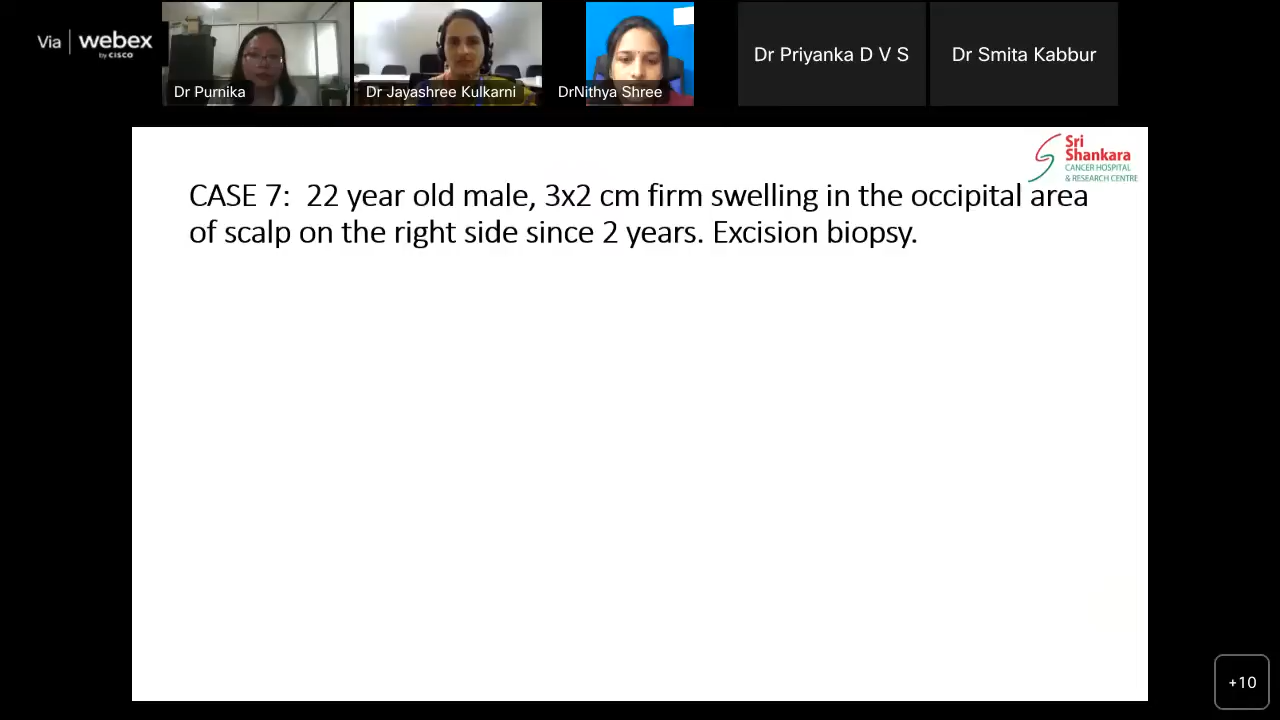 Via webex
by CISCO
Dr Purnika
Dr Jayashree Kulkarni
DrNithya Shree
Dr Priyanka D V S
Dr Smita Kabbur
Sri
Shankara
CANCER HOSPITAL
& RESEARCH CENTRE
CASE 7: 22 year old male, 3x2 cm firm swelling in the occipital area
of scalp on the right side since 2 years. Excision biopsy.
+10